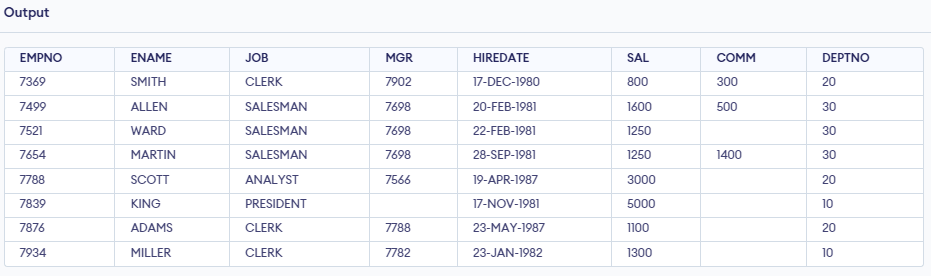 Output
EMPNO ENAME JOB MGR HIREDATE SAL COMM DEPTNO
7369 SMITH CLERK 7902 17-DEC-1980 800 300 20
7499 ALLEN SALESMAN 7698 20-FEB-1981 1600 500 30
7521 WARD SALESMAN 7698 22-FEB-1981 1250 30
7654 MARTIN SALESMAN 7698 28-SEP-1981 1250 1400 30
7788 SCOTT ANALYST 7566 19-APR-1987 3000 20
7839 KING PRESIDENT 17-NOV-1981 5000 10
7876 ADAMS CLERK 7788 23-MAY-1987 1100 20
7934 MILLER CLERK 7782 23-JAN-1982 1300 10